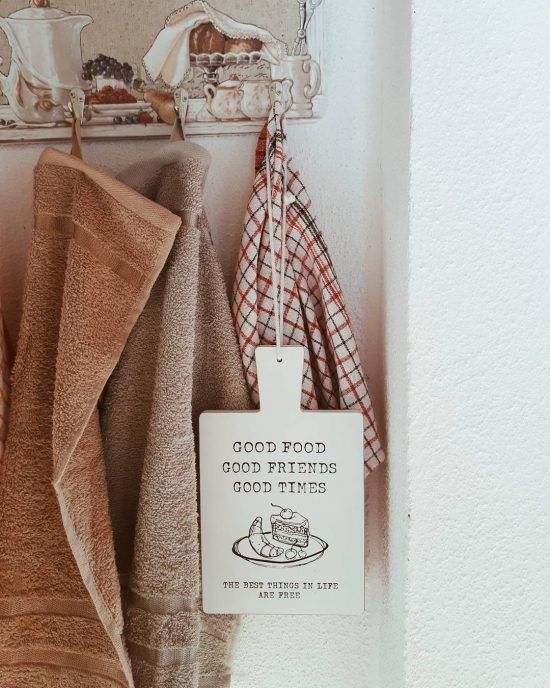 GOOD FOOD
GOOD FRIENDS
GOOD TIMES
THE BEST THINGS IN LIFE
ARE FREE